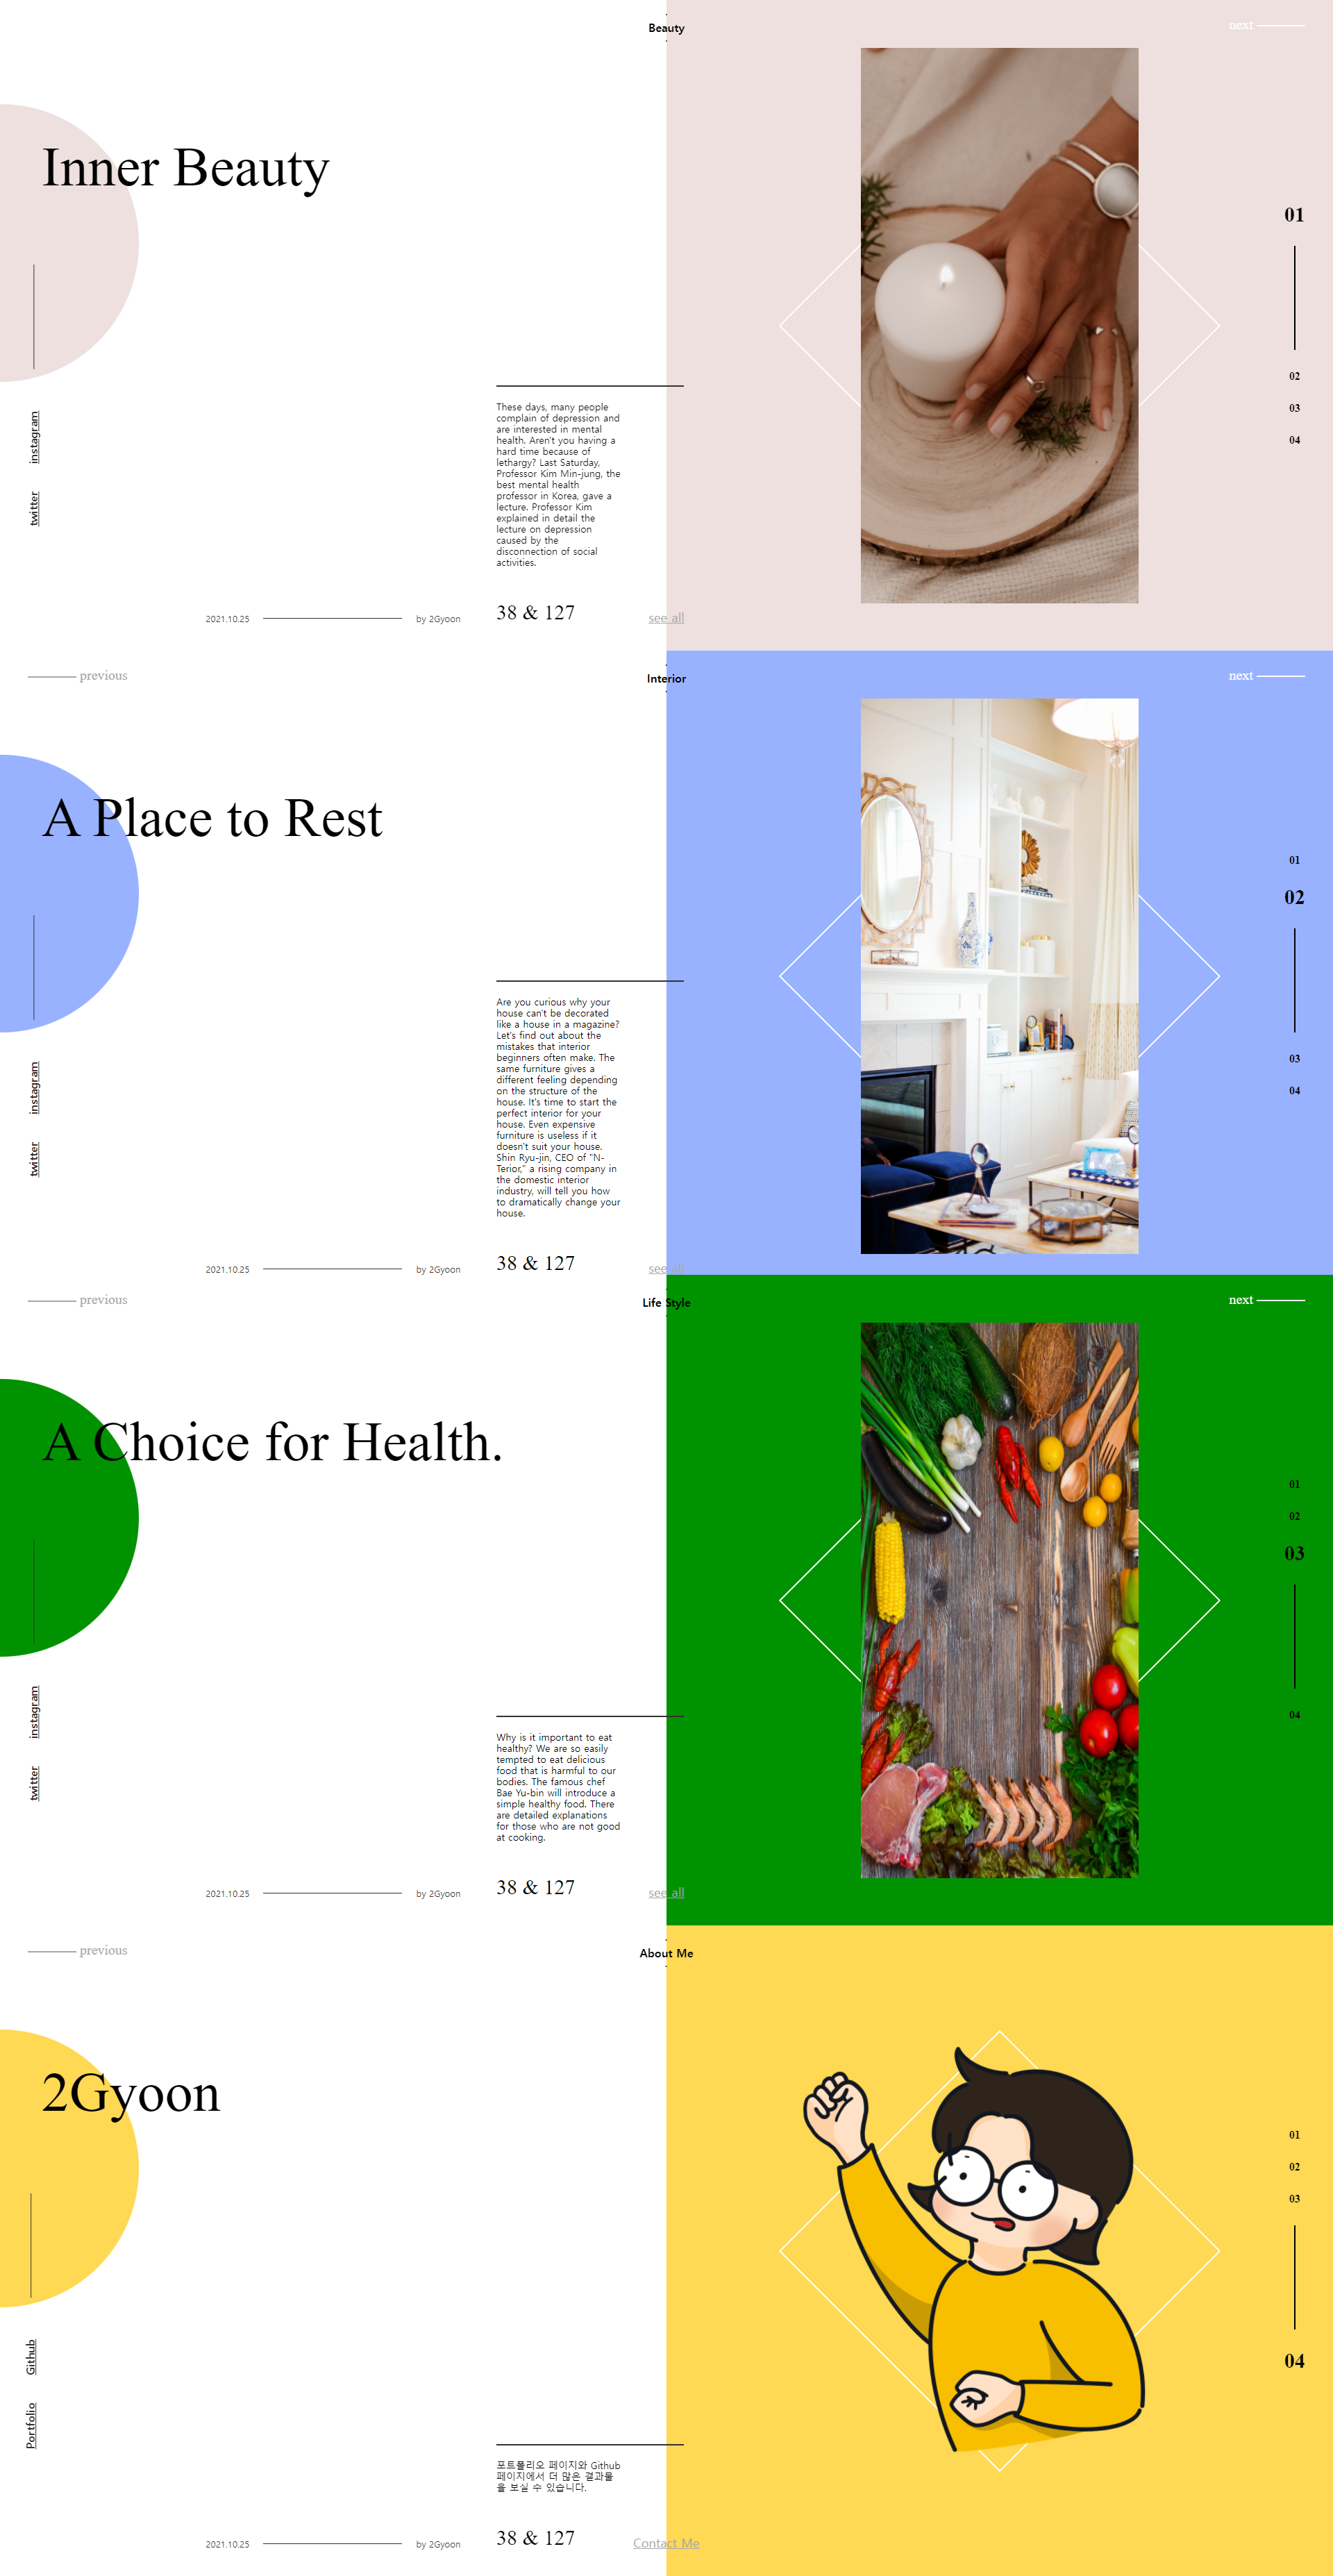 Beauty
next
Inner Beauty
01
02
03
04
instagram
twitter
These days, many people
complain of depression and
are interested in mental
health. Aren't you having a
hard time because of
lethargy? Last Saturday,
Professor Kim Min-jung, the
best mental health
professor in Korea, gave a
lecture. Professor Kim
explained in detail the
lecture on depression
caused by the
disconnection of social
activities.
2021.10.25
by 2Gyoon
38 & 127
see all
previous
Interior
next
A Place to Rest
01
02
03
04
instagram
twitter
Are you curious why your
house can't be decorated
like a house in a magazine?
Let's find out about the
mistakes that interior
beginners often make. The
same furniture gives a
different feeling depending
on the structure of the
house. It's time to start the
perfect interior for your
house. Even expensive
furniture is useless if it
doesn't suit your house.
Shin Ryu-jin, CEO of "N-
Terior," a rising company in
the domestic interior
industry, will tell you how
to dramatically change your
house.
2021.10.25
by 2Gyoon
38 & 127
see all
previous
Life Style
next
A Choice for Health.
01
02
03
04
instagram
twitter
Why is it important to eat
healthy? We are so easily
tempted to eat delicious
food that is harmful to our
bodies. The famous chef
Bae Yu-bin will introduce a
simple healthy food. There
are detailed explanations
for those who are not good
at cooking.
2021.10.25
by 2Gyoon
38 & 127
see all
previous
About Me
2Gyoon
01
02
03
04
Github
Portfolio
포트폴리오 페이지와 Github
페이지에서 더 많은 결과물
을 보실 수 있습니다.
2021.10.25
by 2Gyoon
38 & 127
Contact Me